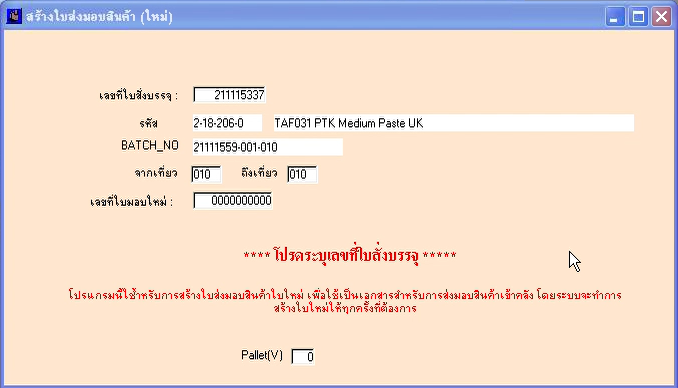 สร้างใบส่งมอบสินค้า (ใหม่)
เลขที่ใบสั่งบรรจุ : 211115337
รหัส 2-18-206-0 TAF031 PTK Medium Paste UK
BATCH_NO 21111559-001-010
จากเที่ยว 010 ถึงเที่ยว 010
เลขที่ใบมอบใหม่ : 0000000000
**** โปรดระบุเลขที่ใบสั่งบรรจุ *****
โปรแกรมนี้ใช้ำหรับการสร้างใบส่งมอบสินค้าใบใหม่ เพื่อใช้เป็นเอกสารสำหรับการส่งมอบสินค้าเข้าคลัง โดยระบบจะทำการ
สร้างใบใหม่ให้ทุกครั้งที่ต้องการ
Pallet(V) 0